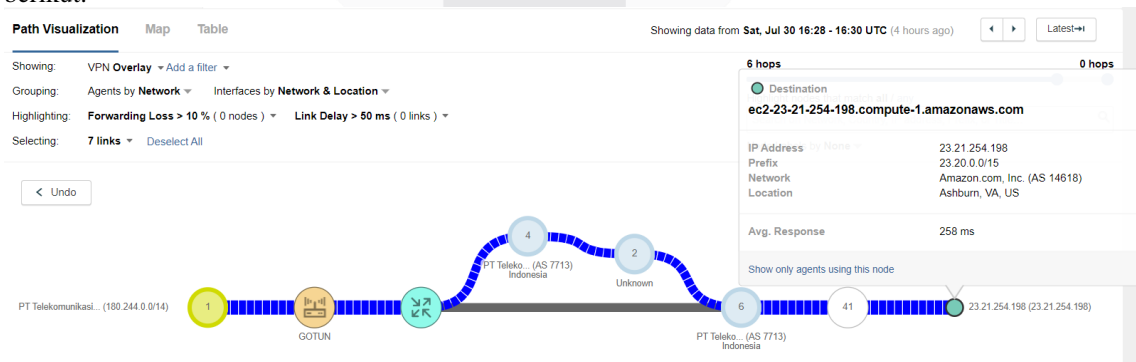 berikut.
Path Visualization Map Table
Showing data from Sat, Jul 30 16:28 - 16:30 UTC (4 hours ago) Latest
Showing: VPN Overlay Add a filter
6 hops 0 hops
Grouping: Agents by Network Interfaces by Network & Location
Highlighting: Forwarding Loss > 10 % ( 0 nodes ) Link Delay > 50 ms ( 0 links )
Selecting: 7 links Deselect All
Destination
ec2-23-21-254-198.compute-1.amazonaws.com
IP Address 23.21.254.198
by None
Prefix 23.20.0.0/15
Network Amazon.com, Inc. (AS 14618)
Location Ashburn, VA, US
Avg. Response 258 ms
Show only agents using this node
< Undo
4
PT Teleko... (AS 7713)
Indonesia
2
Unknown
PT Telekomunikasi... (180.244.0.0/14)
1
GOTUN
6
PT Teleko... (AS 7713)
Indonesia
41
23.21.254.198 (23.21.254.198)